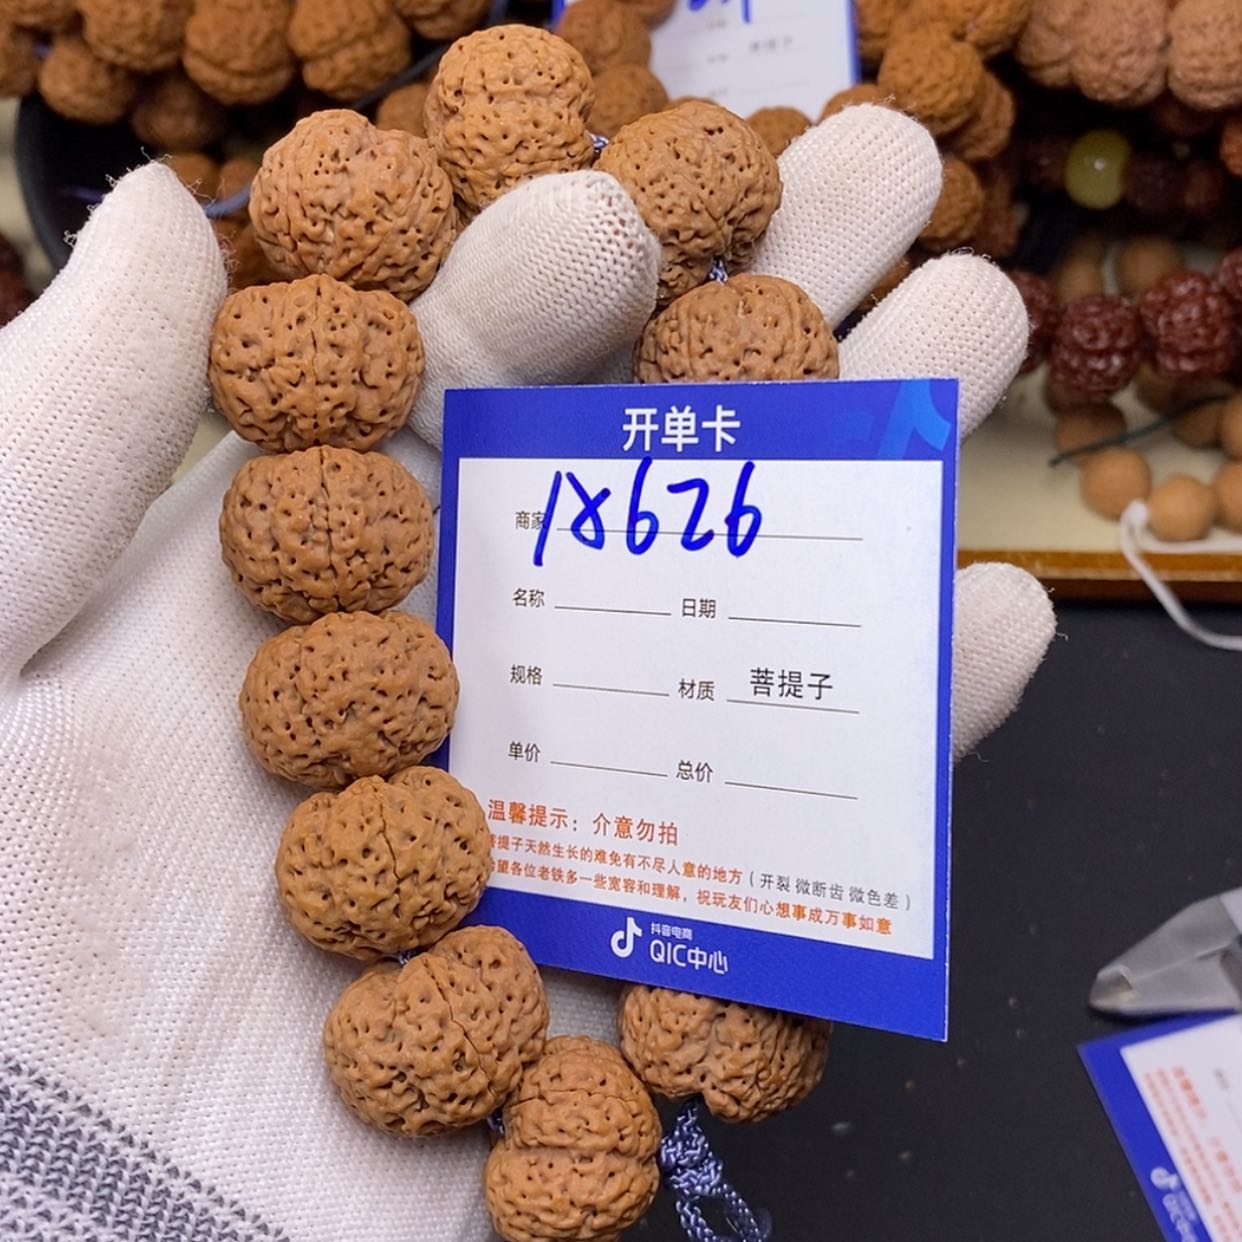 开单卡
商家 18626
名称 日期
规格 材质 菩提子
单价 总价
温馨提示：介意勿拍
菩提子天然生长的难免有不尽人意的地方（开裂 微断齿 微色差）
希望各位老铁多一些宽容和理解，祝玩友们心想事成万事如意
抖音电商
QIC中心